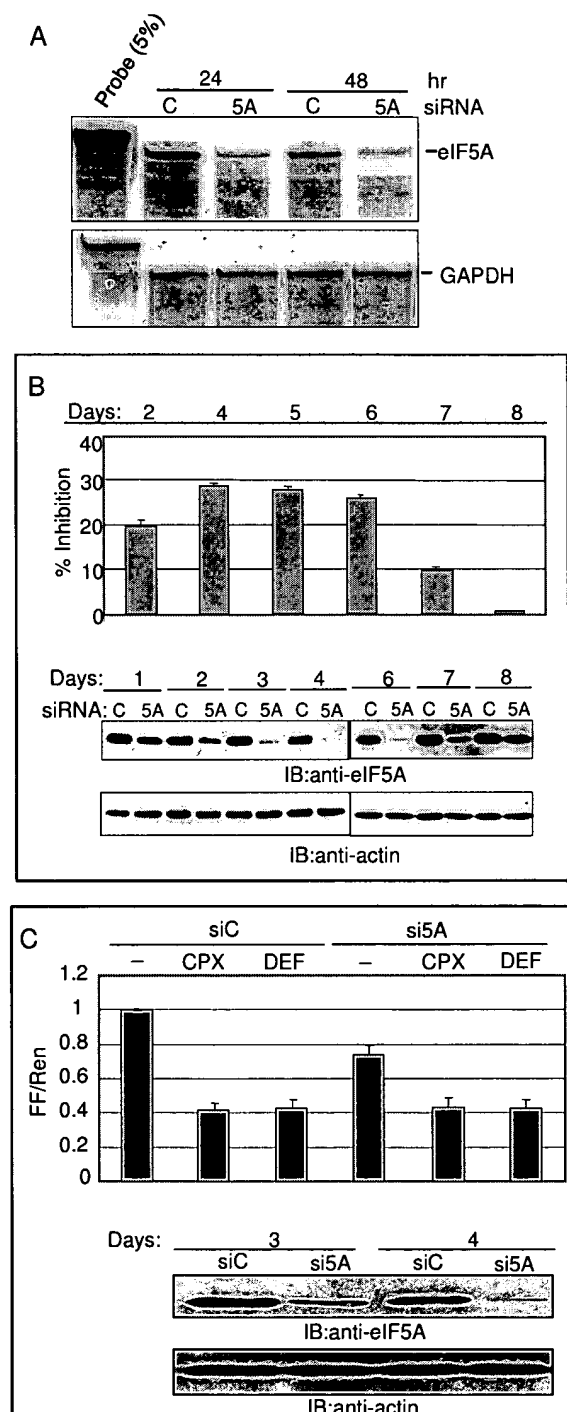 A
Probe (5%)
24 48 hr
C 5A C 5A siRNA
eIF5A
GAPDH
B
Days: 2 4 5 6 7 8
40
30
20
10
0
% Inhibition
Days: 1 2 3 4 6 7 8
siRNA: C 5A C 5A C 5A C 5A C 5A C 5A C 5A
IB:anti-eIF5A
IB:anti-actin
C
siC si5A
– CPX DEF – CPX DEF
1.2
1
0.8
0.6
0.4
0.2
0
FF/Ren
Days: 3 4
siC si5A siC si5A
IB:anti-eIF5A
IB:anti-actin